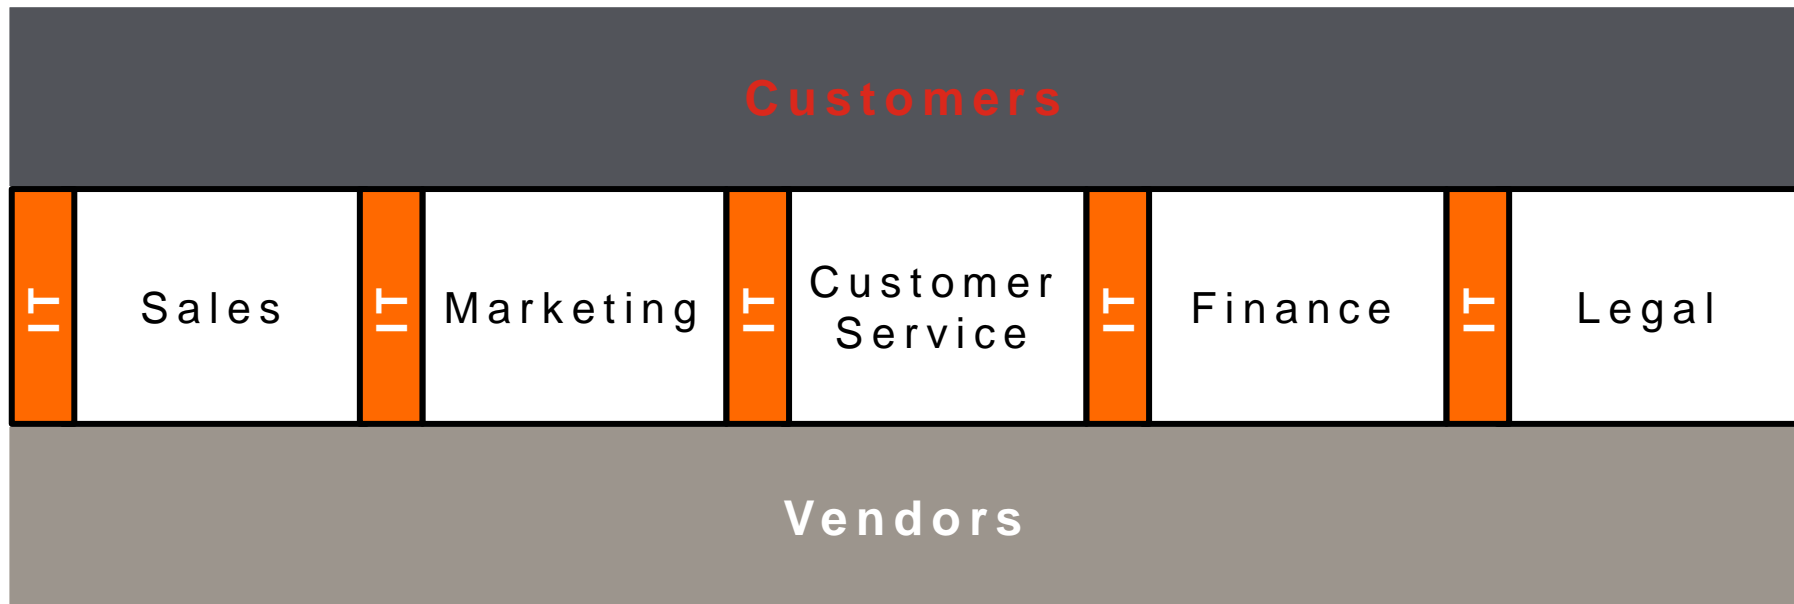 Customers
IT
Sales
IT
Marketing
IT
Customer
Service
IT
Finance
IT
Legal
Vendors